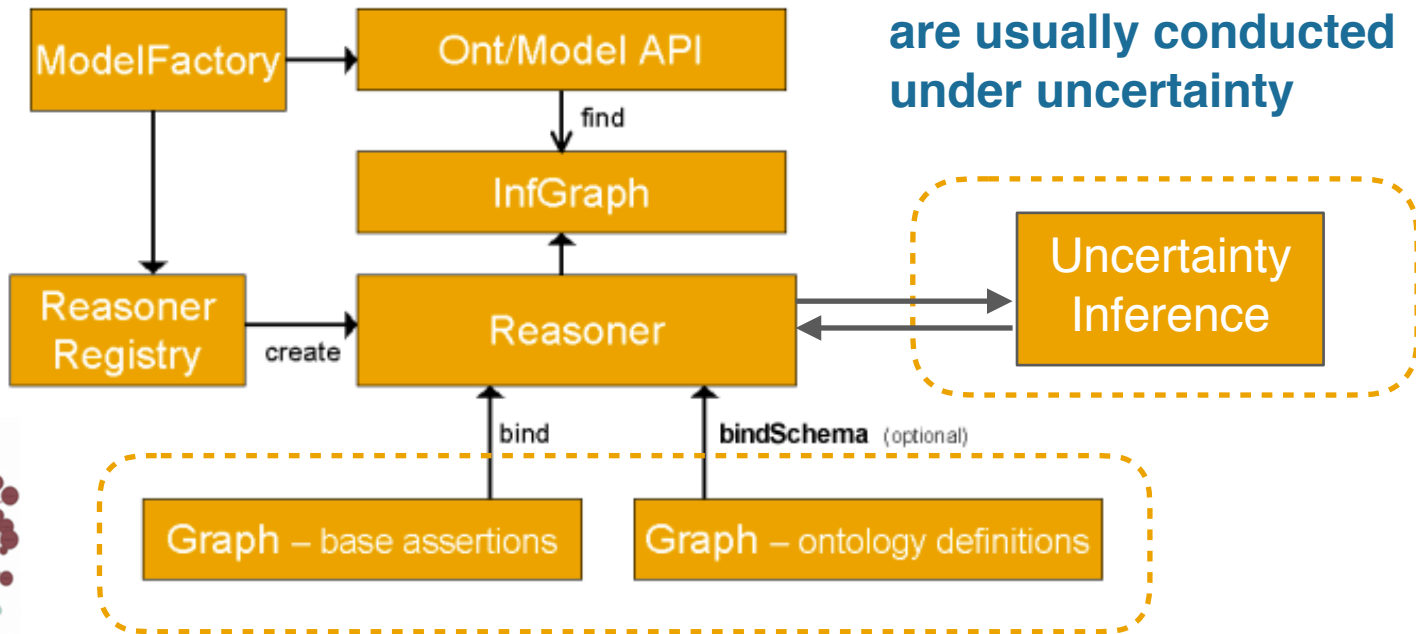 are usually conducted
under uncertainty
ModelFactory
Ont/Model API
find
InfGraph
Reasoner
Registry
create
Reasoner
Uncertainty
Inference
bind
bindSchema (optional)
Graph – base assertions
Graph – ontology definitions